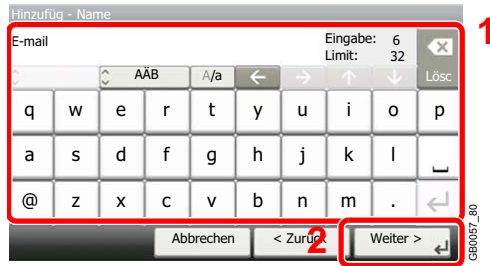 Hinzufüg - Name
1
E-mail
Eingabe: 6
Limit: 32
AÄB A/a Lösc
q w e r t y u i o p
a s d f g h j k l
@ z x c v b n m .
Abbrechen < Zurück 2 Weiter >
GB0057_80